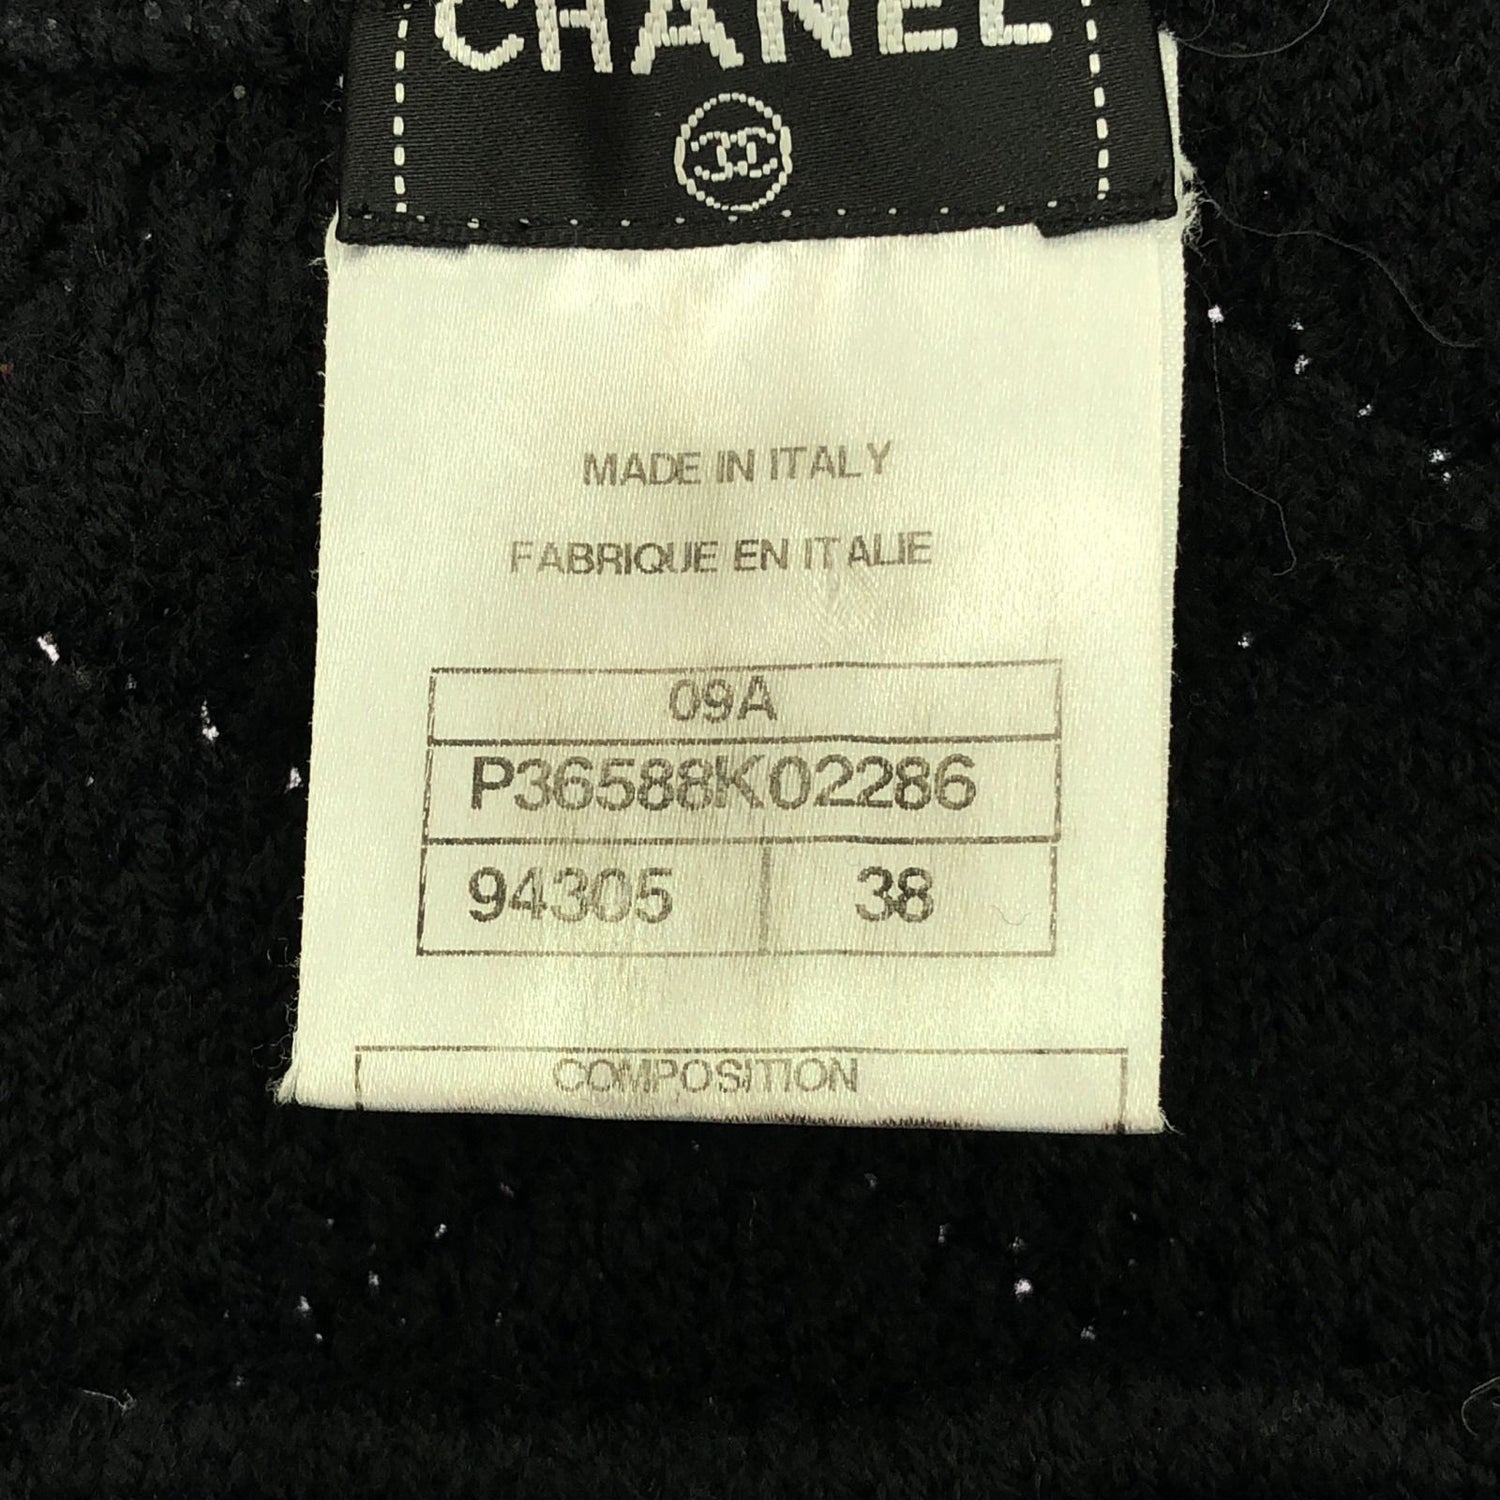 CHANEL
MADE IN ITALY
FABRIQUE EN ITALIE
09A
P36588K02286
94305 38
COMPOSITION